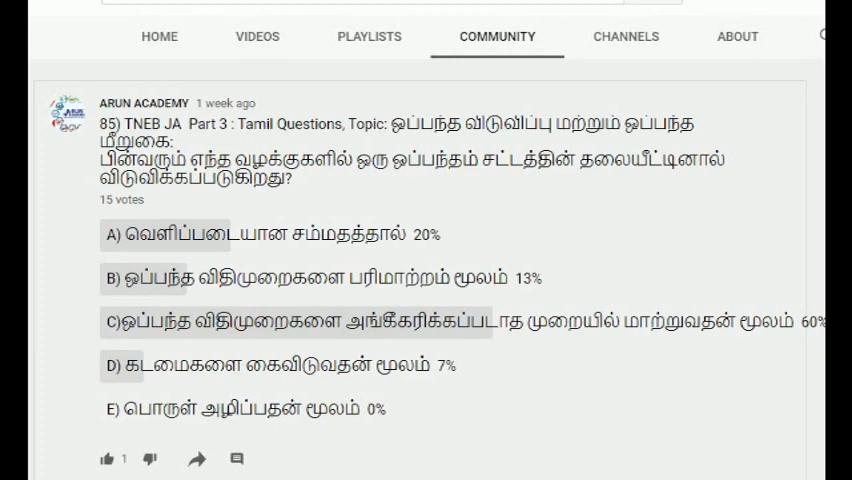 HOME VIDEOS PLAYLISTS COMMUNITY CHANNELS ABOUT
ARUN ACADEMY 1 week ago
85) TNEB JA Part 3 : Tamil Questions, Topic: ஒப்பந்த விடுவிப்பு மற்றும் ஒப்பந்த
மீறுகை:
பின்வரும் எந்த வழக்குகளில் ஒரு ஒப்பந்தம் சட்டத்தின் தலையீட்டினால்
விடுவிக்கப்படுகிறது?
15 votes
A) வெளிப்படையான சம்மதத்தால் 20%
B) ஒப்பந்த விதிமுறைகளை பரிமாற்றம் மூலம் 13%
C)ஒப்பந்த விதிமுறைகளை அங்கீகரிக்கப்படாத முறையில் மாற்றுவதன் மூலம் 60%
D) கடமைகளை கைவிடுவதன் மூலம் 7%
E) பொருள் அழிப்பதன் மூலம் 0%
1